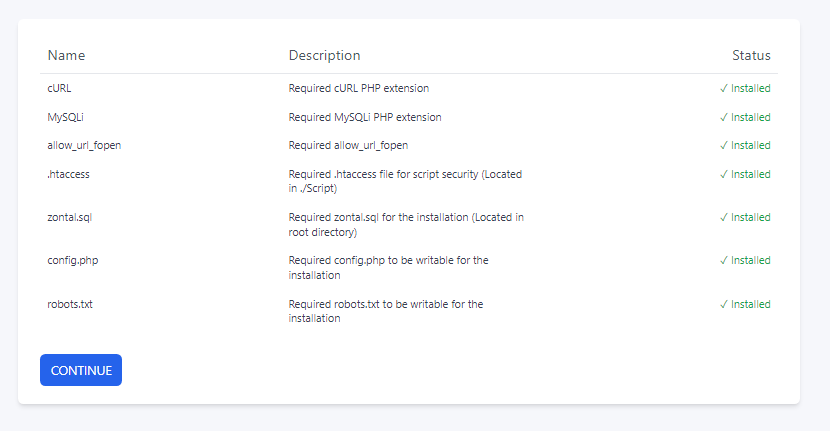 Name Description Status
cURL Required cURL PHP extension ✓ Installed
MySQLi Required MySQLi PHP extension ✓ Installed
allow_url_fopen Required allow_url_fopen ✓ Installed
.htaccess Required .htaccess file for script security (Located ✓ Installed
in ./Script)
zontal.sql Required zontal.sql for the installation (Located in ✓ Installed
root directory)
config.php Required config.php to be writable for the ✓ Installed
installation
robots.txt Required robots.txt to be writable for the ✓ Installed
installation
CONTINUE